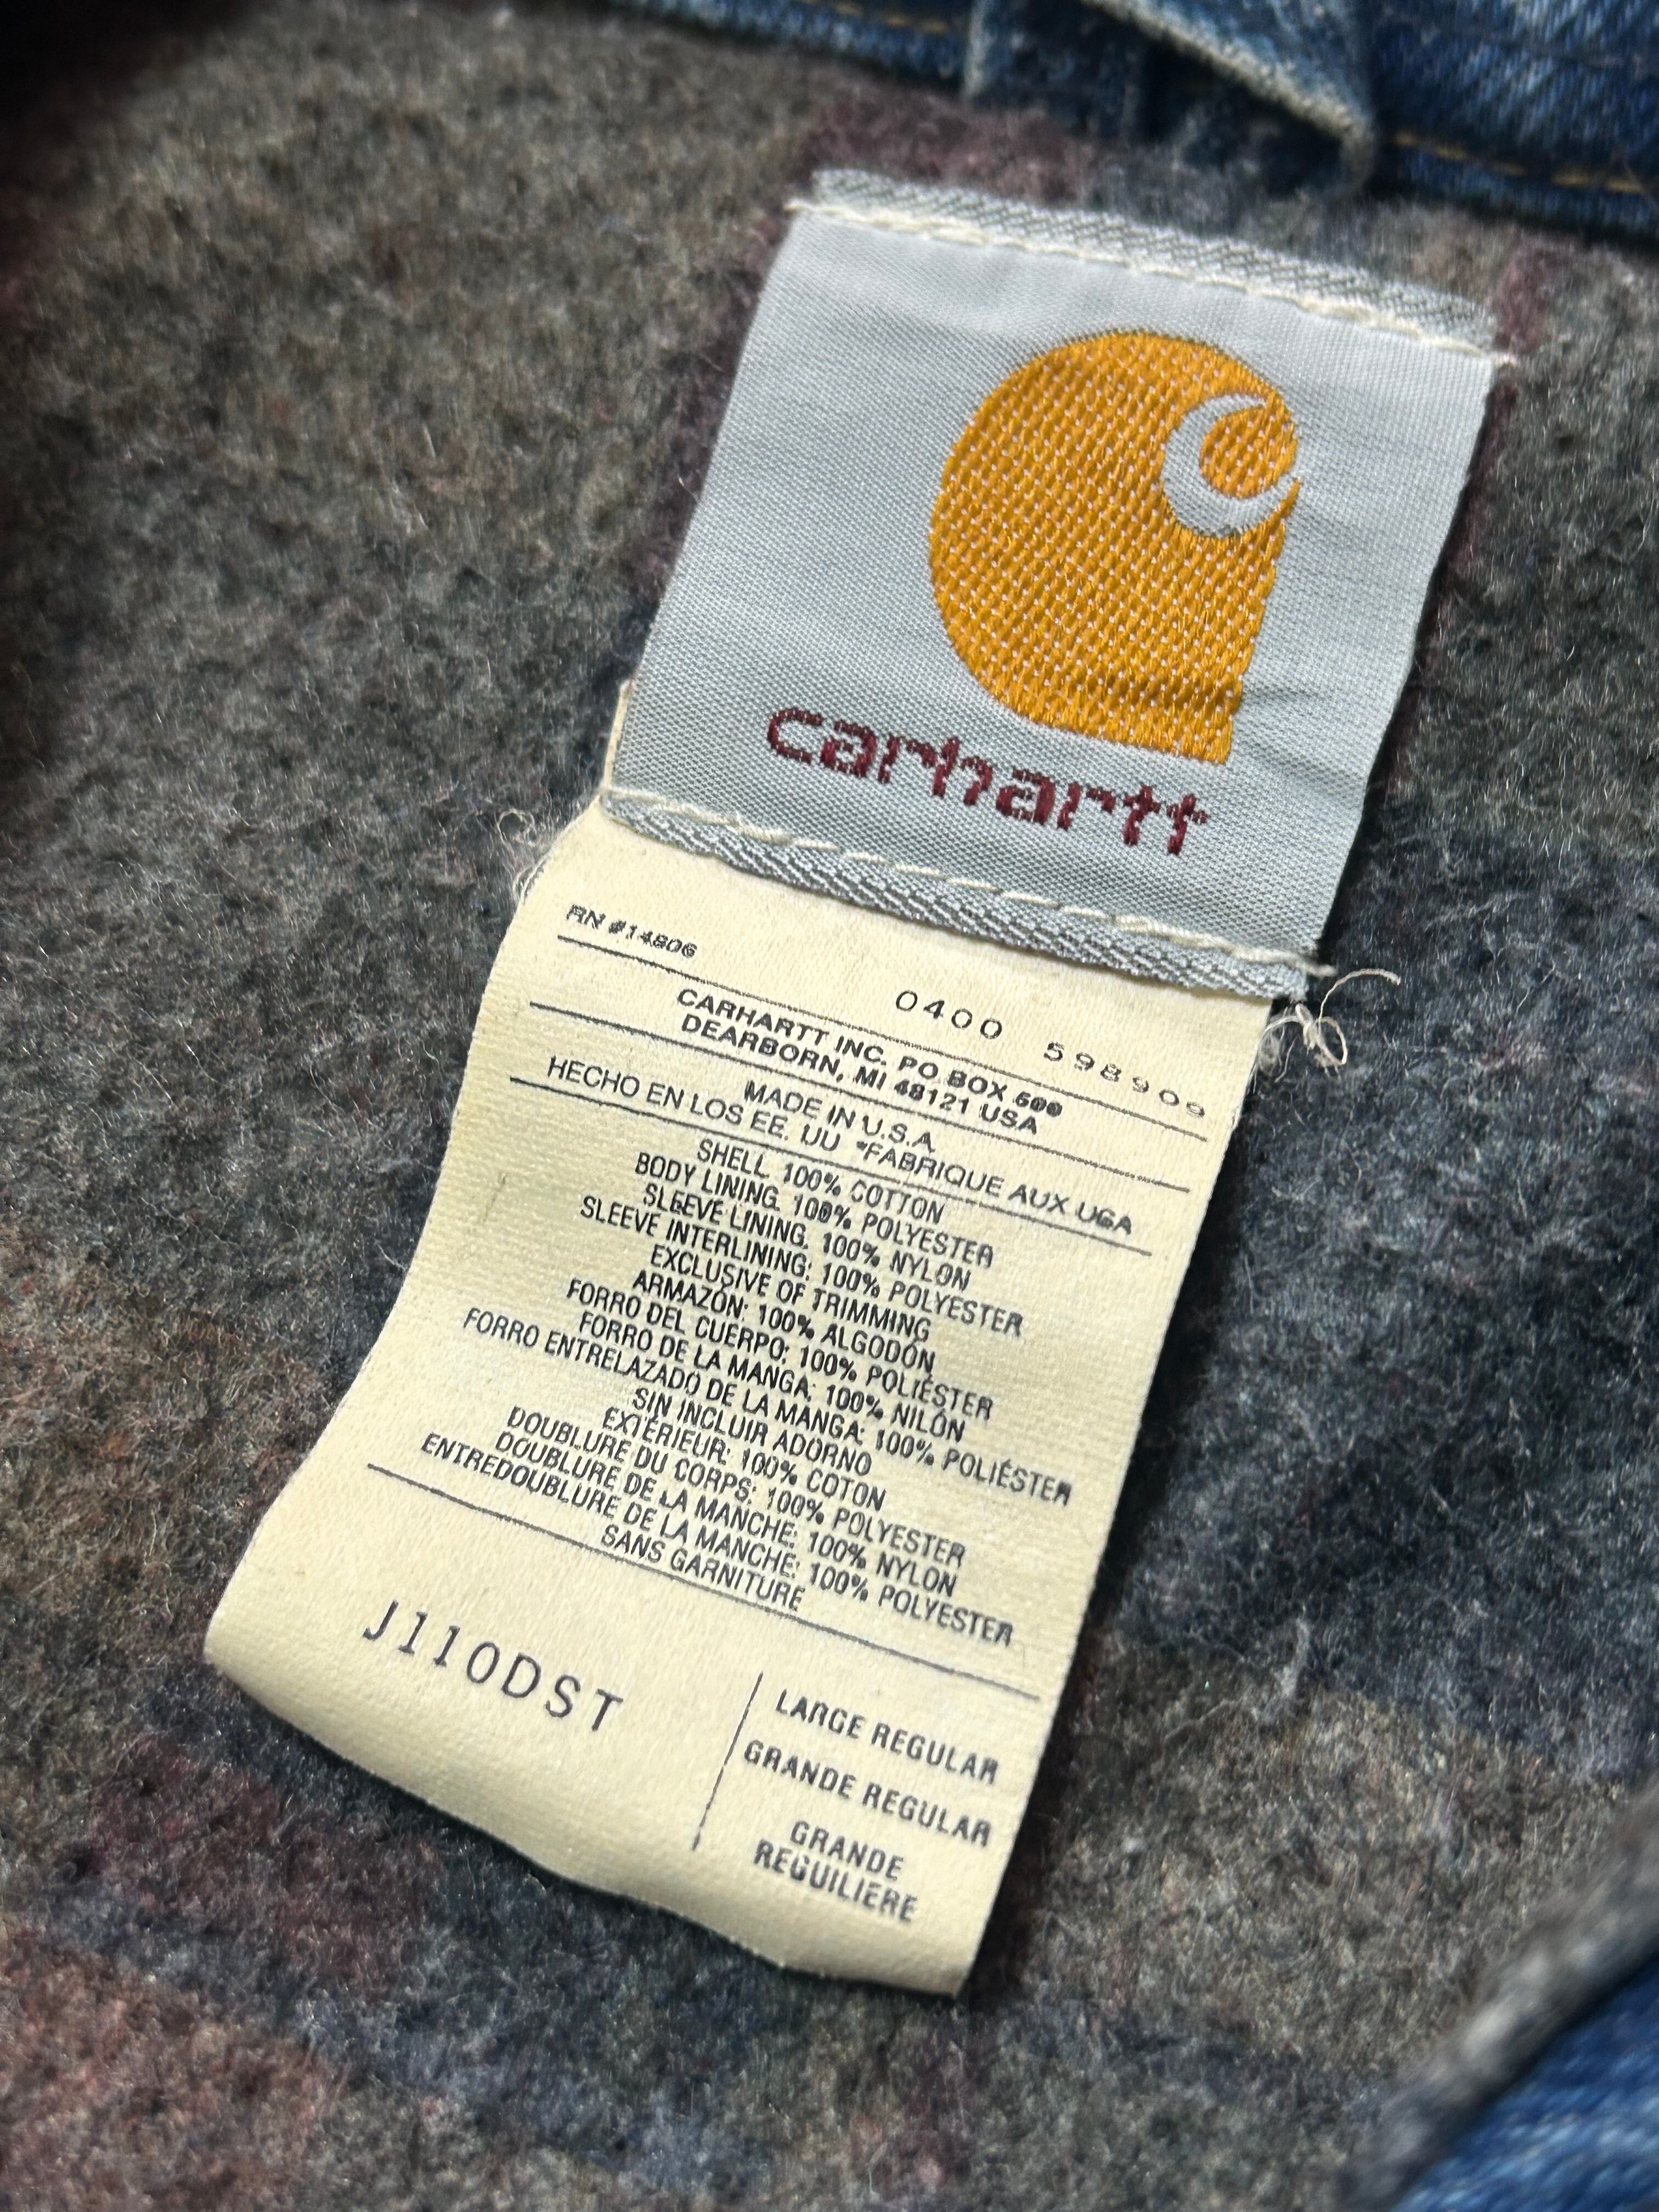 carhartt
RN #14806
0400 598909
CARHARTT INC. PO BOX 600
DEARBORN, MI 48121 USA
MADE IN U.S.A
HECHO EN LOS EE. UU *FABRIQUE AUX USA
SHELL 100% COTTON
BODY LINING. 100% POLYESTER
SLEEVE LINING. 100% NYLON
SLEEVE INTERLINING: 100% POLYESTER
EXCLUSIVE OF TRIMMING
ARMAZÓN: 100% ALGODÓN
FORRO DEL CUERPO: 100% POLIÉSTER
FORRO DE LA MANGA: 100% NILÓN
FORRO ENTRELAZADO DE LA MANGA: 100% POLIÉSTER
SIN INCLUIR ADORNO
EXTÉRIEUR: 100% COTON
DOUBLURE DU CORPS: 100% POLYESTER
DOUBLURE DE LA MANCHE: 100% NYLON
ENTREDOUBLURE DE LA MANCHE: 100% POLYESTER
SANS GARNITURE
J110DST
LARGE REGULAR
GRANDE REGULAR
GRANDE
REGUILIERE